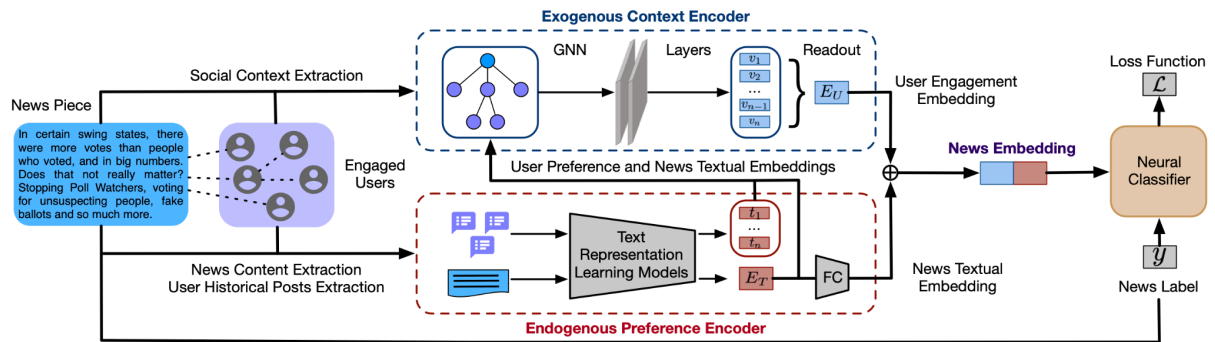 Exogenous Context Encoder
GNN
Layers
Readout
Social Context Extraction
v1
v2
...
vn−1
vn
EU
User Engagement
Embedding
Loss Function
ℒ
News Piece
In certain swing states, there
were more votes than people
who voted, and in big numbers.
Does that not really matter?
Stopping Poll Watchers, voting
for unsuspecting people, fake
ballots and so much more.
Engaged
Users
User Preference and News Textual Embeddings
News Embedding
Neural
Classifier
t1
...
tn
Text
Representation
Learning Models
ET
FC
News Content Extraction
User Historical Posts Extraction
News Textual
Embedding
y
News Label
Endogenous Preference Encoder